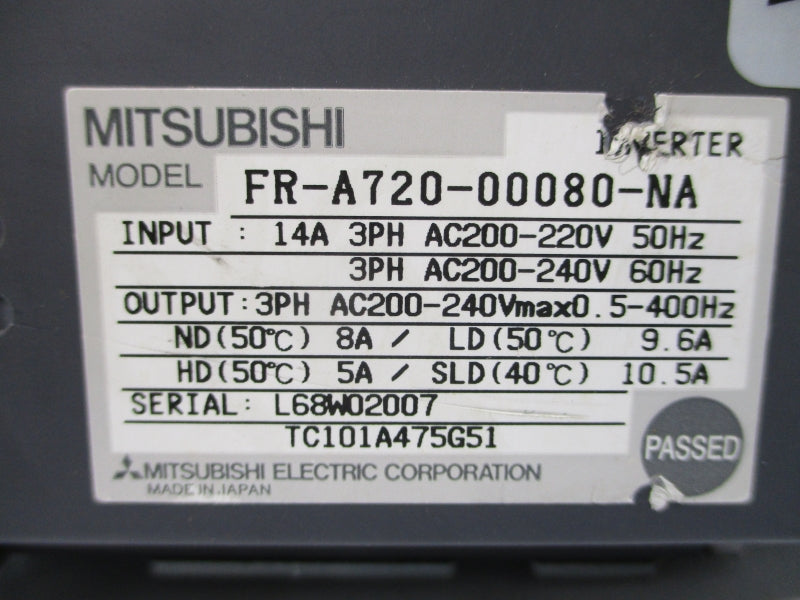 MITSUBISHI
INVERTER
MODEL FR-A720-00080-NA
INPUT : 14A 3PH AC200-220V 50Hz
3PH AC200-240V 60Hz
OUTPUT:3PH AC200-240Vmax0.5-400Hz
ND(50℃) 8A / LD(50℃) 9.6A
HD(50℃) 5A / SLD(40℃) 10.5A
SERIAL: L68W02007
TC101A475G51
PASSED
MITSUBISHI ELECTRIC CORPORATION
MADE IN JAPAN